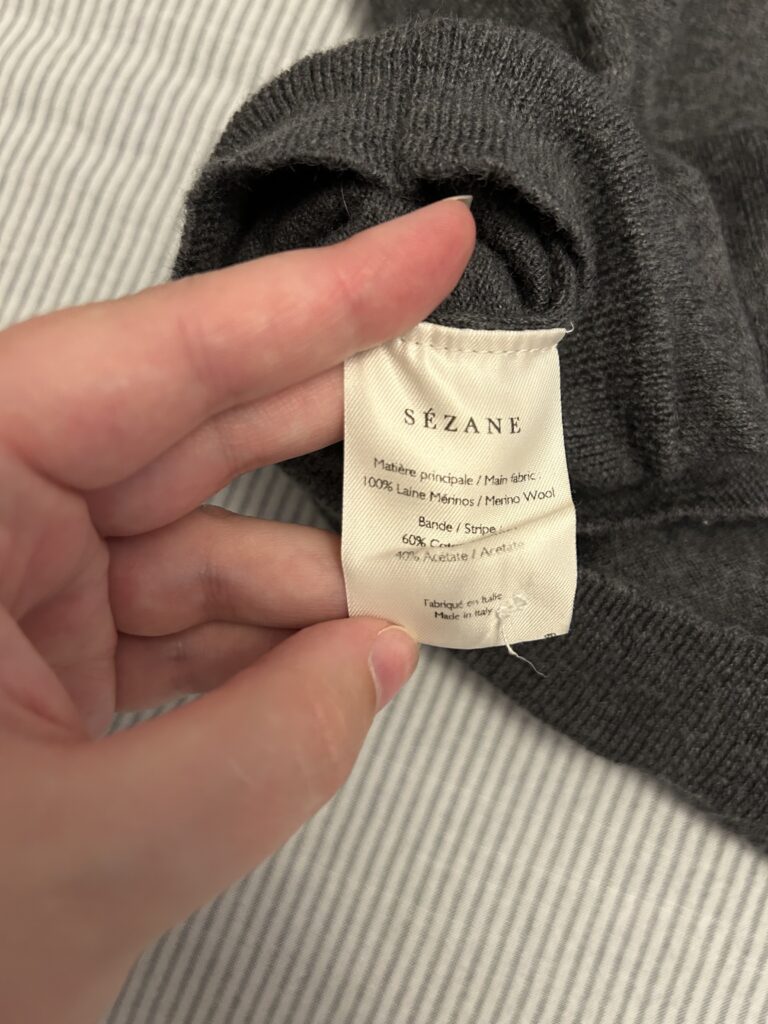 SÉZANE
Matière principale / Main fabric
100% Laine Mérinos / Merino Wool
Bande / Stripe
60%
40% Acétate / Acetate
Fabriqué en Italie
Made in Italy